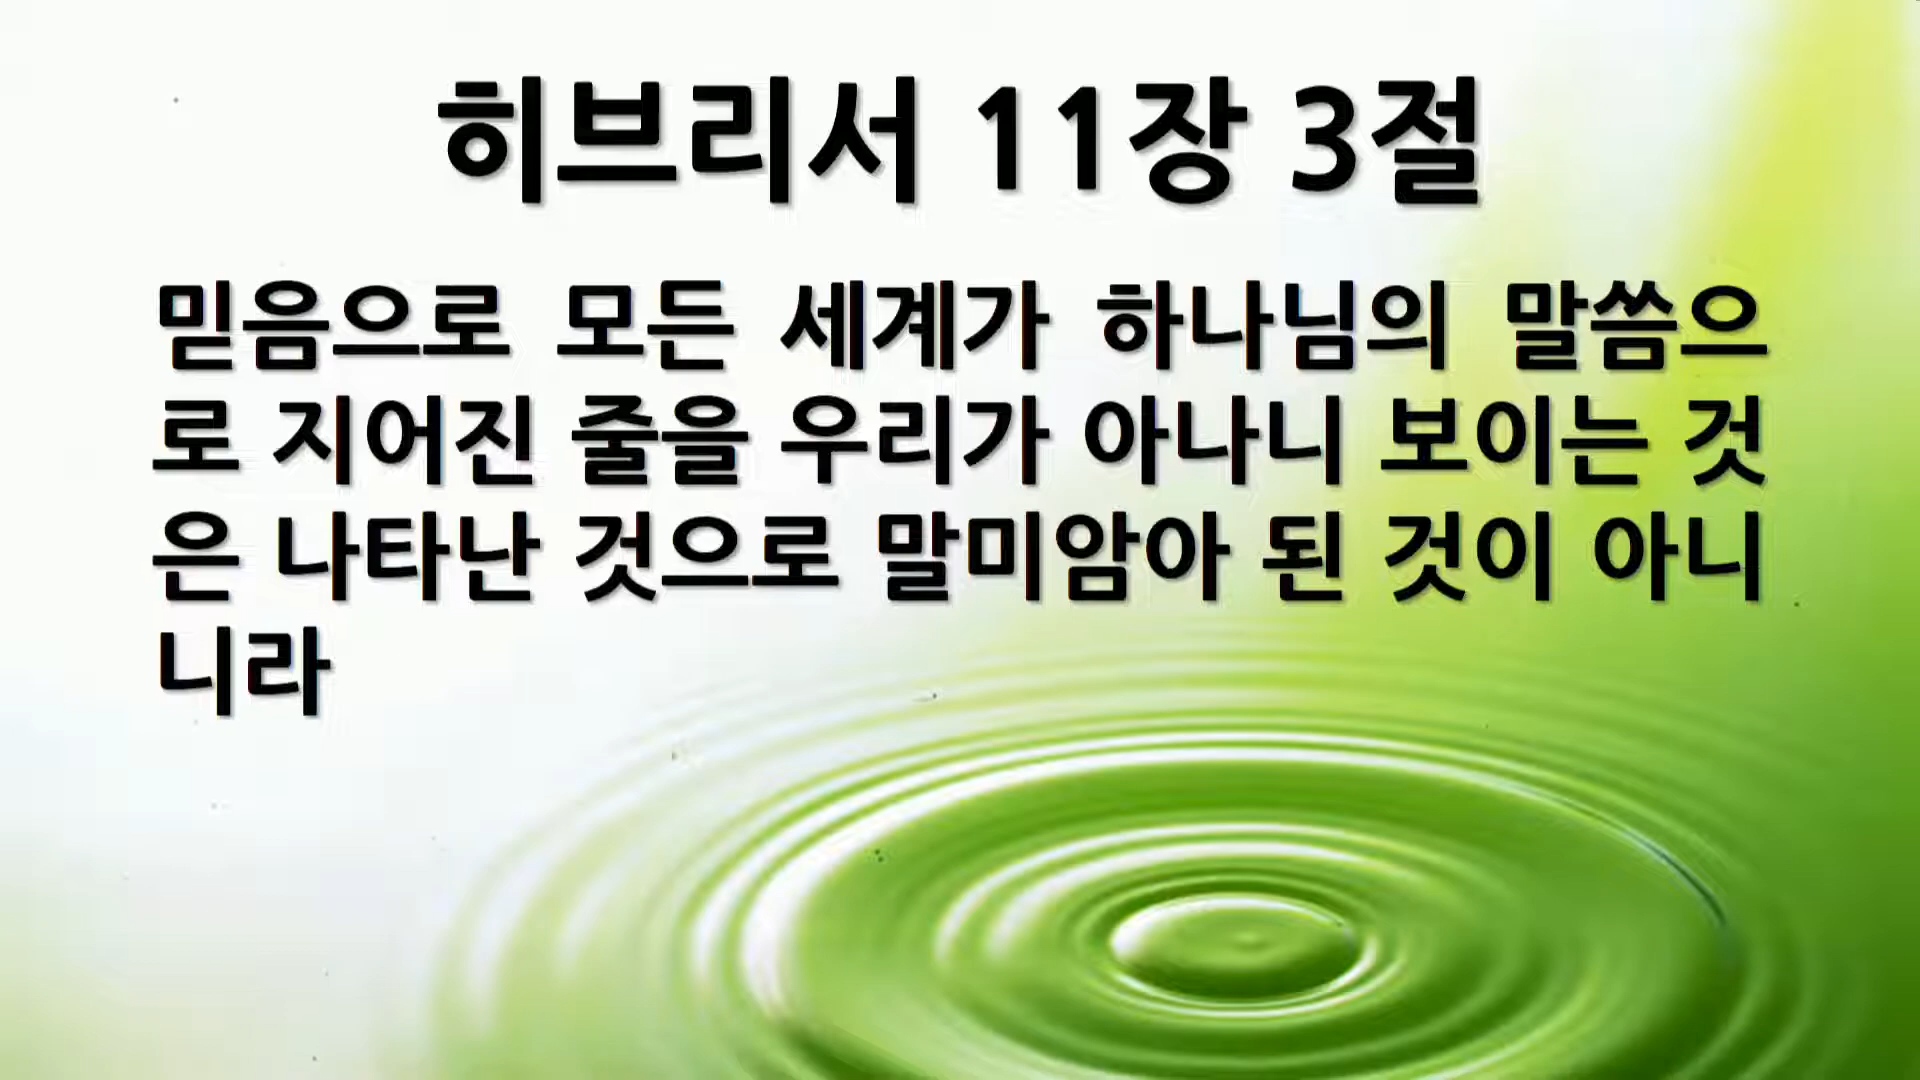 히브리서 11장 3절
믿음으로 모든 세계가 하나님의 말씀으
로 지어진 줄을 우리가 아나니 보이는 것
은 나타난 것으로 말미암아 된 것이 아니
니라